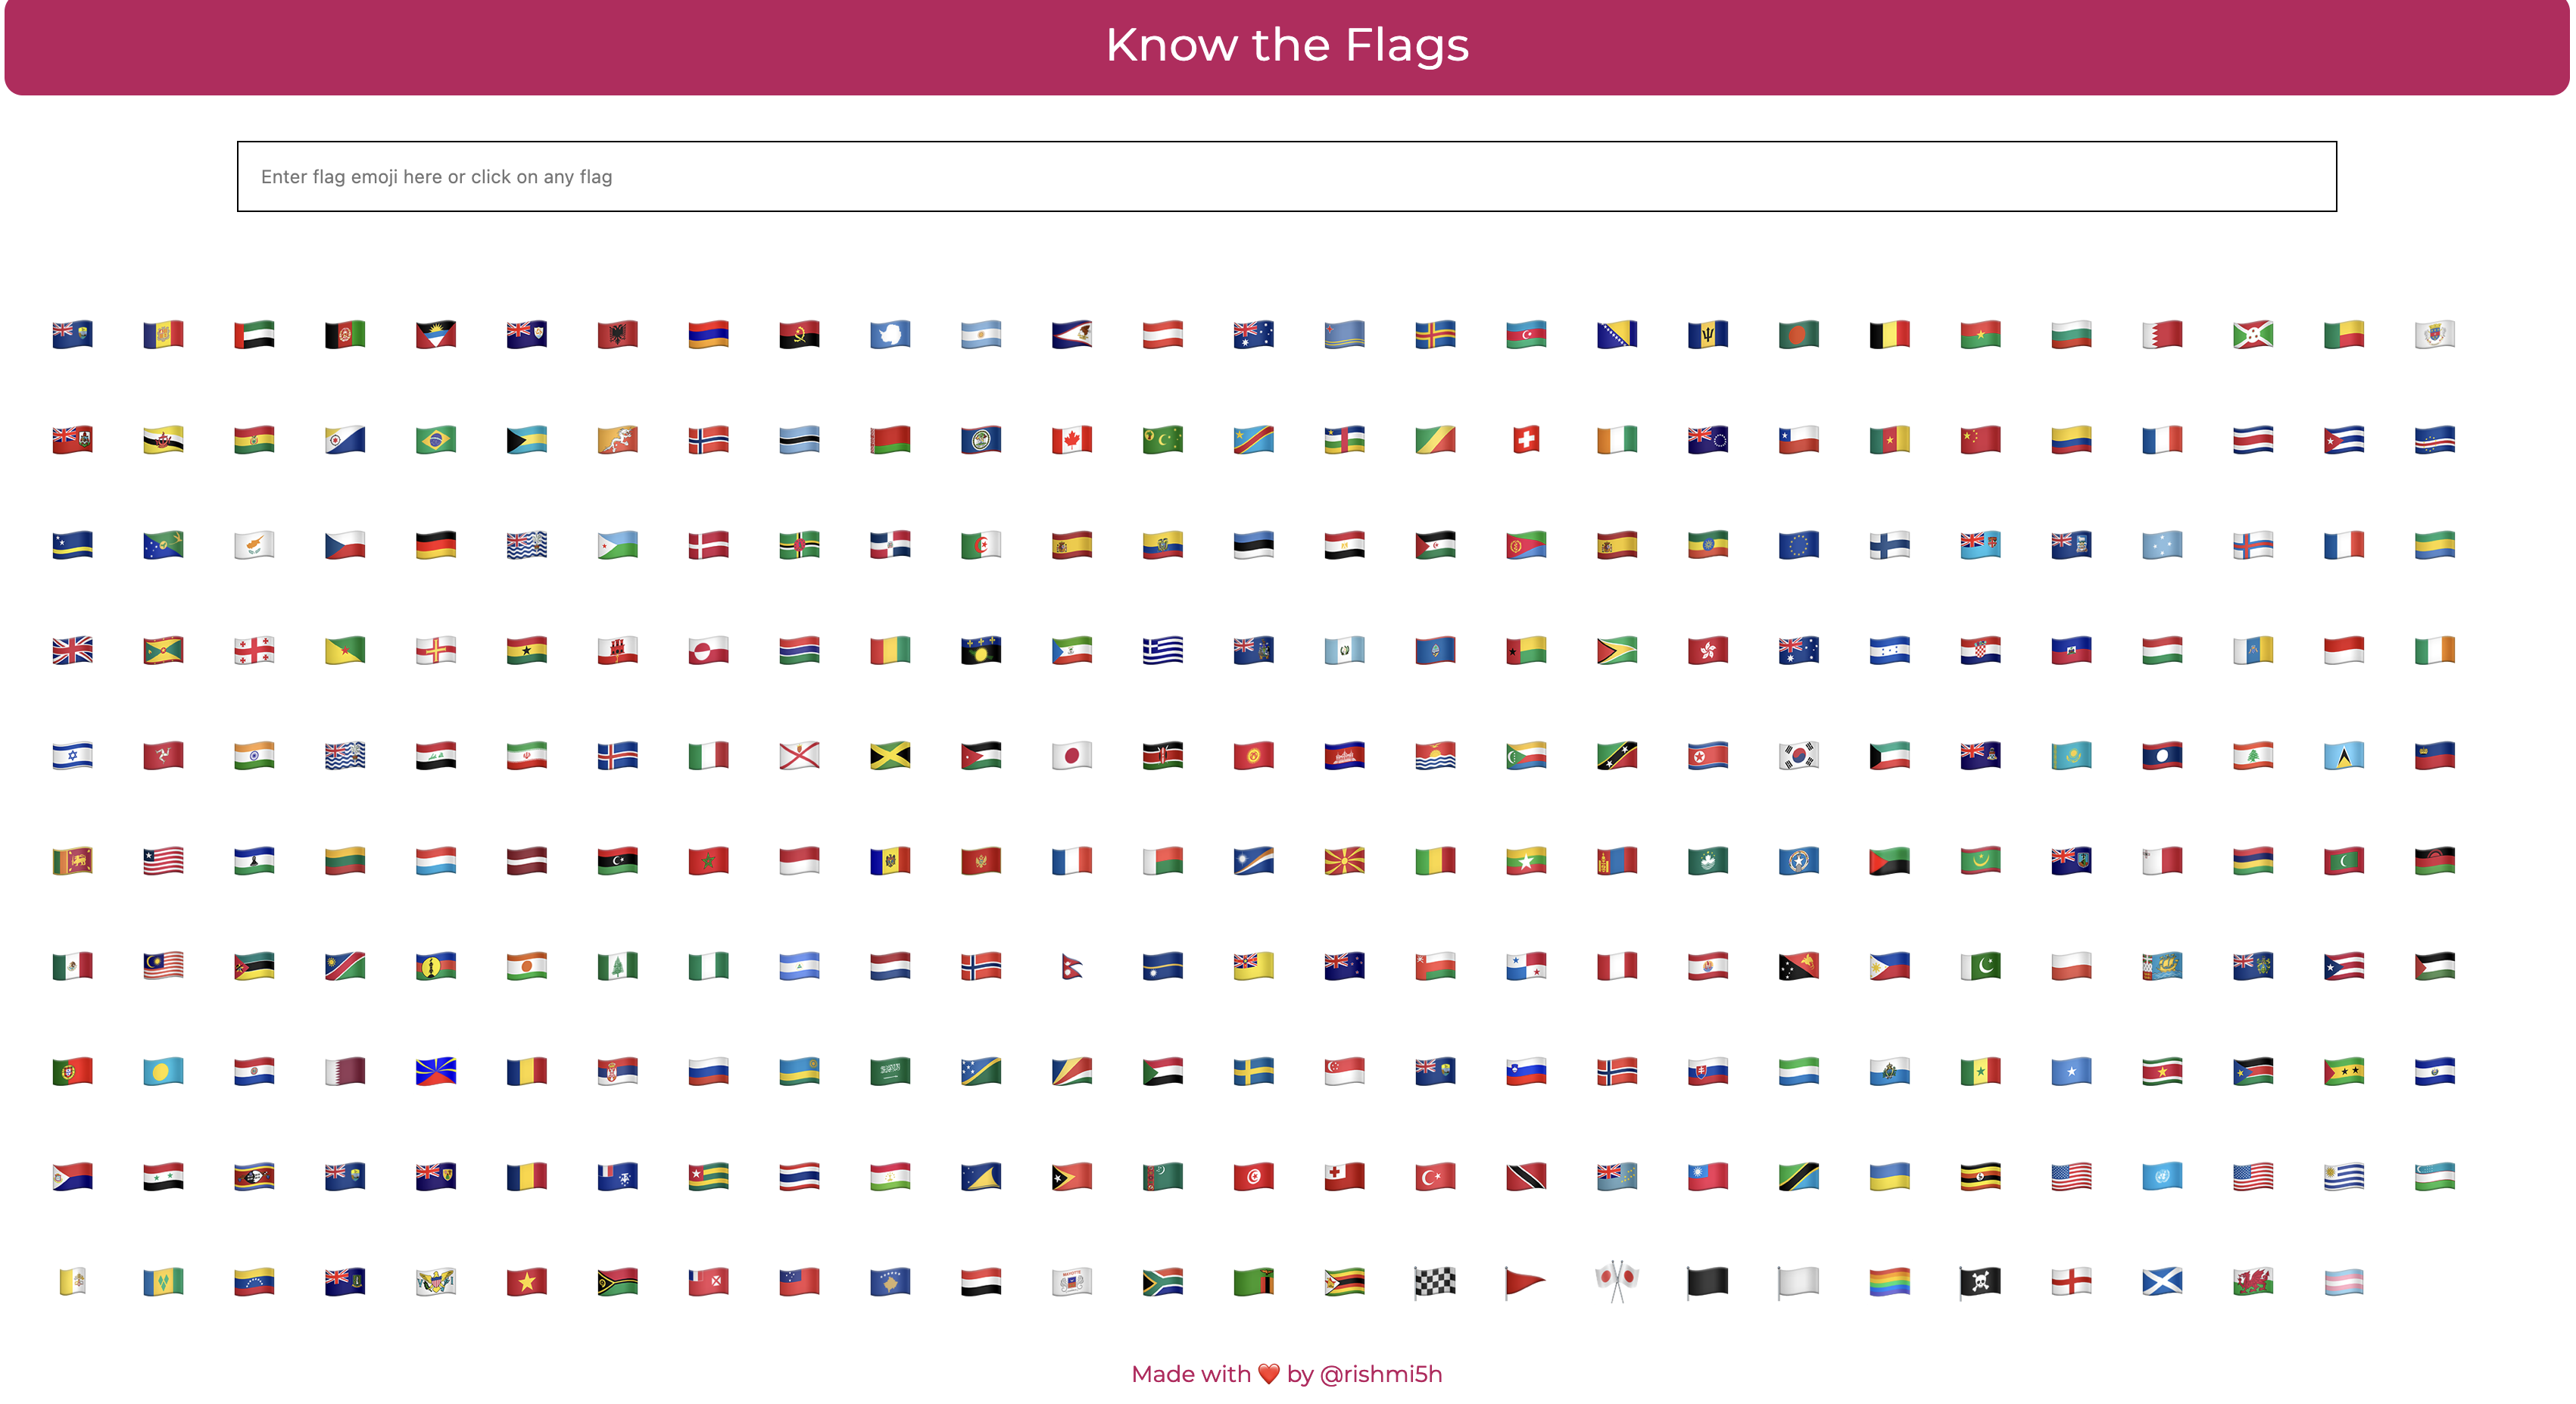 Know the Flags
Enter flag emoji here or click on any flag
Made with ❤️ by @rishmi5h